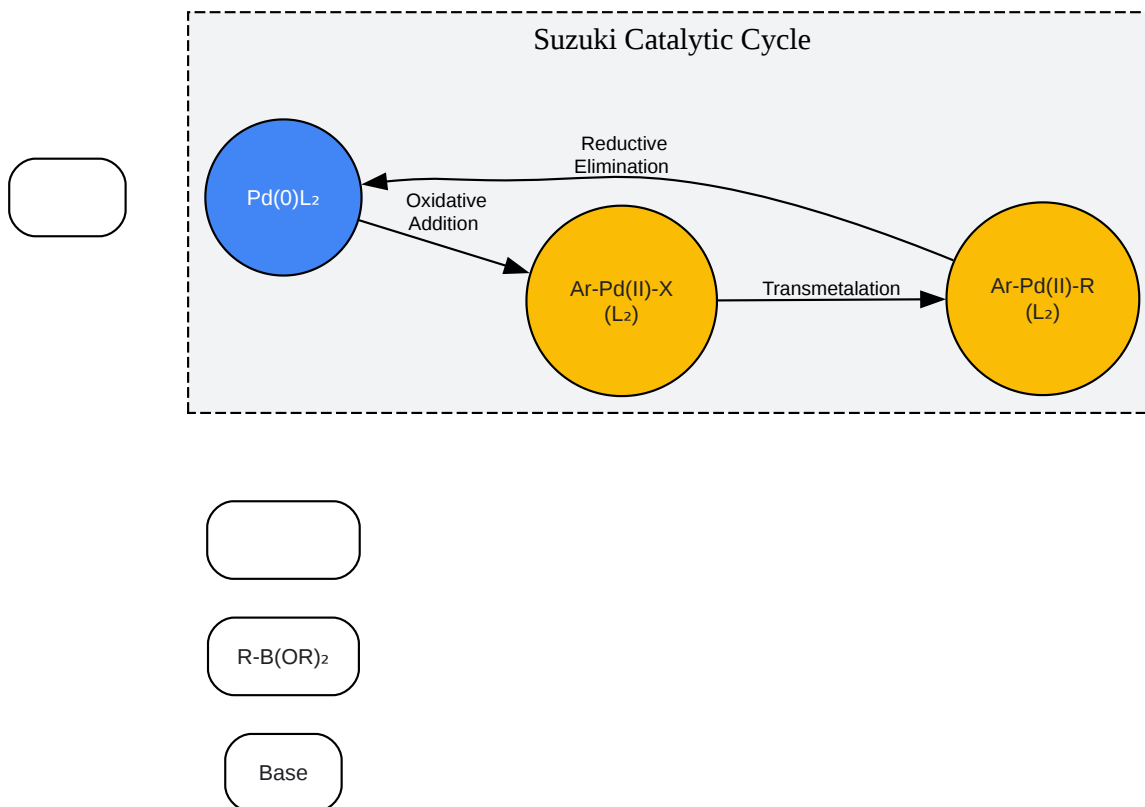 Suzuki Catalytic Cycle
Reductive
Elimination
Pd(0)L₂
Oxidative
Addition
Ar-Pd(II)-X
(L₂)
Transmetalation
Ar-Pd(II)-R
(L₂)
R-B(OR)₂
Base